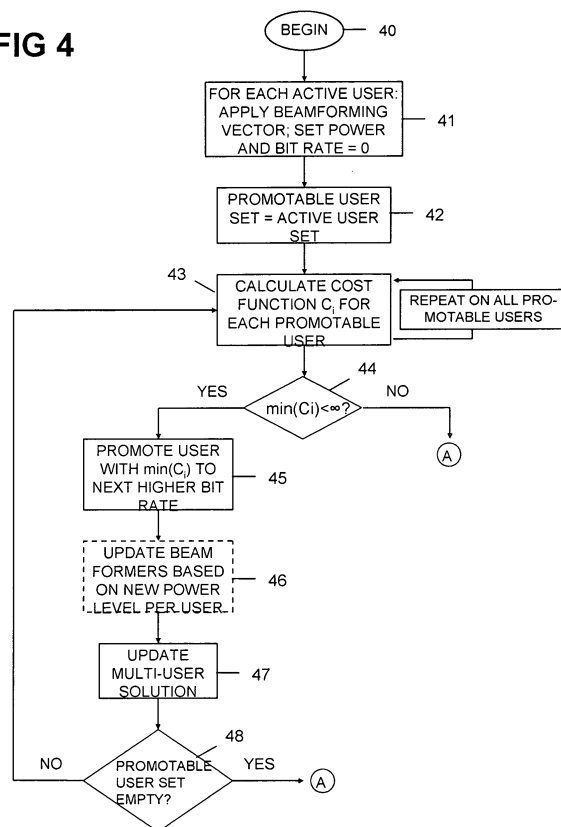 FIG 4
BEGIN
40
FOR EACH ACTIVE USER:
APPLY BEAMFORMING
VECTOR; SET POWER
AND BIT RATE = 0
41
PROMOTABLE USER
SET = ACTIVE USER
SET
42
43
CALCULATE COST
FUNCTION Ci FOR
EACH PROMOTABLE
USER
REPEAT ON ALL PRO-
MOTABLE USERS
44
YES
min(Ci)<∞?
NO
A
PROMOTE USER
WITH min(Ci) TO
NEXT HIGHER BIT
RATE
45
UPDATE BEAM
FORMERS BASED
ON NEW POWER
LEVEL PER USER
46
UPDATE
MULTI-USER
SOLUTION
47
48
NO
PROMOTABLE
USER SET
EMPTY?
YES
A